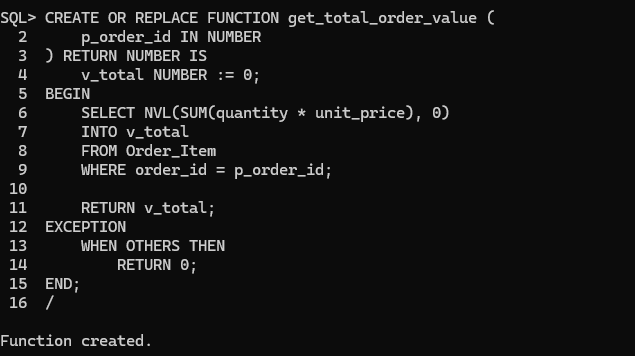 SQL> CREATE OR REPLACE FUNCTION get_total_order_value (
  2      p_order_id IN NUMBER
  3  ) RETURN NUMBER IS
  4      v_total NUMBER := 0;
  5  BEGIN
  6      SELECT NVL(SUM(quantity * unit_price), 0)
  7      INTO v_total
  8      FROM Order_Item
  9      WHERE order_id = p_order_id;
 10
 11      RETURN v_total;
 12  EXCEPTION
 13      WHEN OTHERS THEN
 14          RETURN 0;
 15  END;
 16  /
Function created.